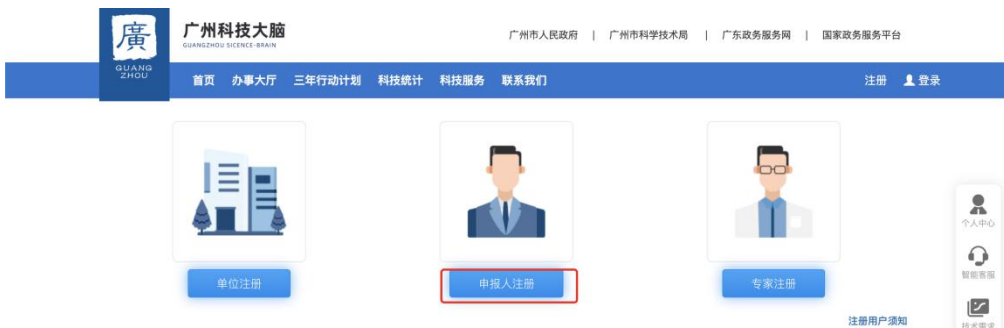 廣
GUANG
ZHOU
广州科技大脑
GUANGZHOU SICENCE-BRAIN
广州市人民政府 | 广州市科学技术局 | 广东政务服务网 | 国家政务服务平台
首页 办事大厅 三年行动计划 科技统计 科技服务 联系我们 注册 登录
单位注册
申报人注册
专家注册
个人中心
智能客服
技术需求
注册用户须知